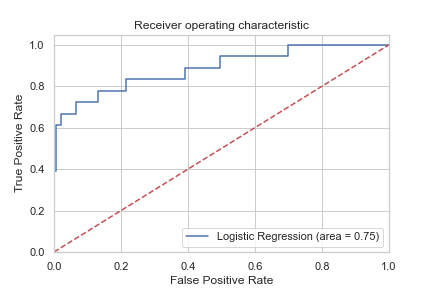 Receiver operating characteristic
1.0
0.8
0.6
0.4
0.2
0.0
True Positive Rate
Logistic Regression (area = 0.75)
0.0 0.2 0.4 0.6 0.8 1.0
False Positive Rate